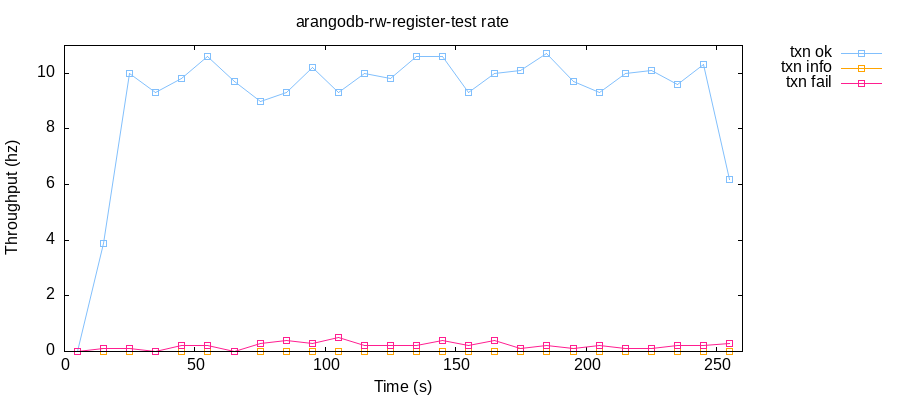 arangodb-rw-register-test rate
txn ok
txn info
txn fail
Throughput (hz)
10
8
6
4
2
0
0 50 100 150 200 250
Time (s)